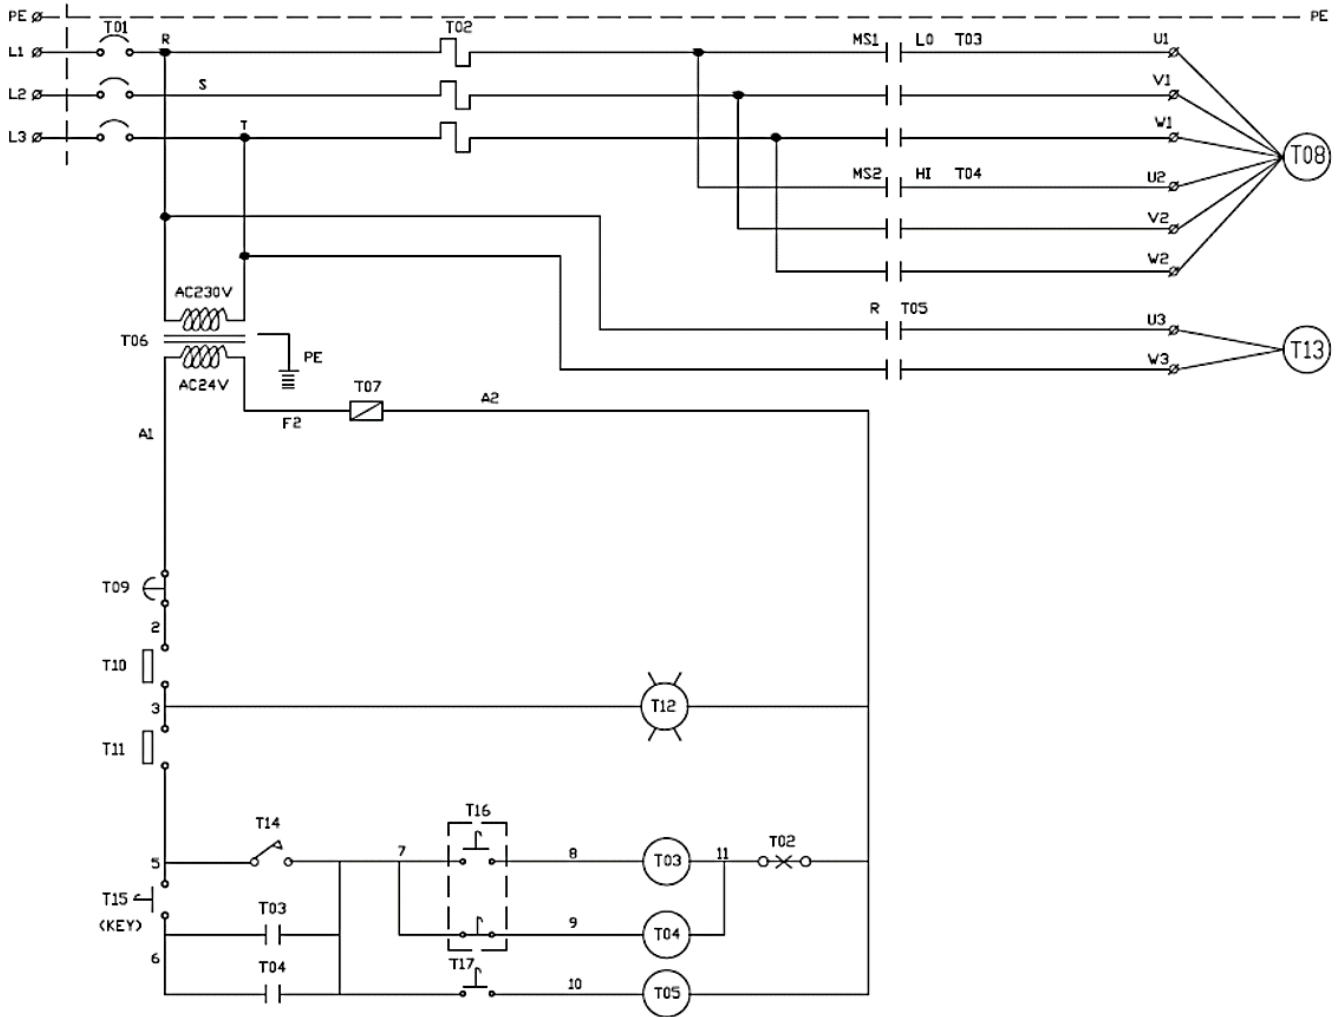 PE PE
T01 R T02
L1 MS1 LO T03 U1
L2 S V1
L3 T W1
T08
MS2 HI T04 U2
V2
W2
AC230V
R T05 U3
T06
PE
T13
W3
AC24V
T07
A2
F2
A1
T09
2
T10
3 T12
T11
T16
T14
7 8 T03 11 T02
5
T15
(KEY)
T03
9 T04
6
T04 T17
10 T05